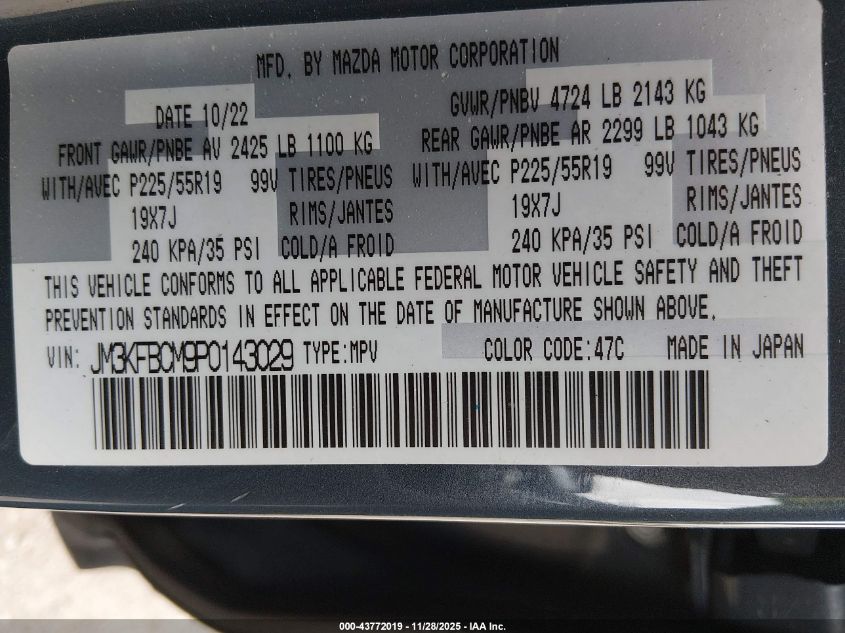 MFD. BY MAZDA MOTOR CORPORATION
DATE 10/22 GVWR/PNBV 4724 LB 2143 KG
FRONT GAWR/PNBE AV 2425 LB 1100 KG REAR GAWR/PNBE AR 2299 LB 1043 KG
WITH/AVEC P225/55R19 99V TIRES/PNEUS WITH/AVEC P225/55R19 99V TIRES/PNEUS
19X7J RIMS/JANTES 19X7J RIMS/JANTES
240 KPA/35 PSI COLD/A FROID 240 KPA/35 PSI COLD/A FROID
THIS VEHICLE CONFORMS TO ALL APPLICABLE FEDERAL MOTOR VEHICLE SAFETY AND THEFT
PREVENTION STANDARDS IN EFFECT ON THE DATE OF MANUFACTURE SHOWN ABOVE.
VIN: JM3KFBCM9P0143029 TYPE:MPV COLOR CODE:47C MADE IN JAPAN
000-43772019 - 11/28/2025 - IAA Inc.